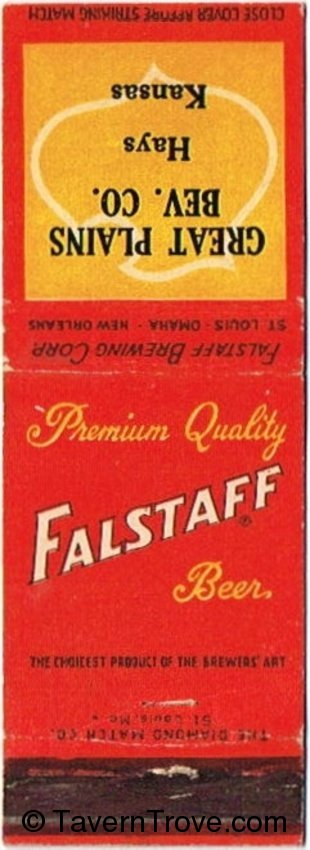 CLOSE COVER BEFORE STRIKING MATCH
GREAT PLAINS
BEV. CO.
Hays
Kansas
FALSTAFF BREWING CORP.
ST. LOUIS - OMAHA - NEW ORLEANS
Premium Quality
FALSTAFF®
Beer.
THE CHOICEST PRODUCT OF THE BREWERS' ART
THE DIAMOND MATCH CO.
St. Louis, Mo.
© TavernTrove.com